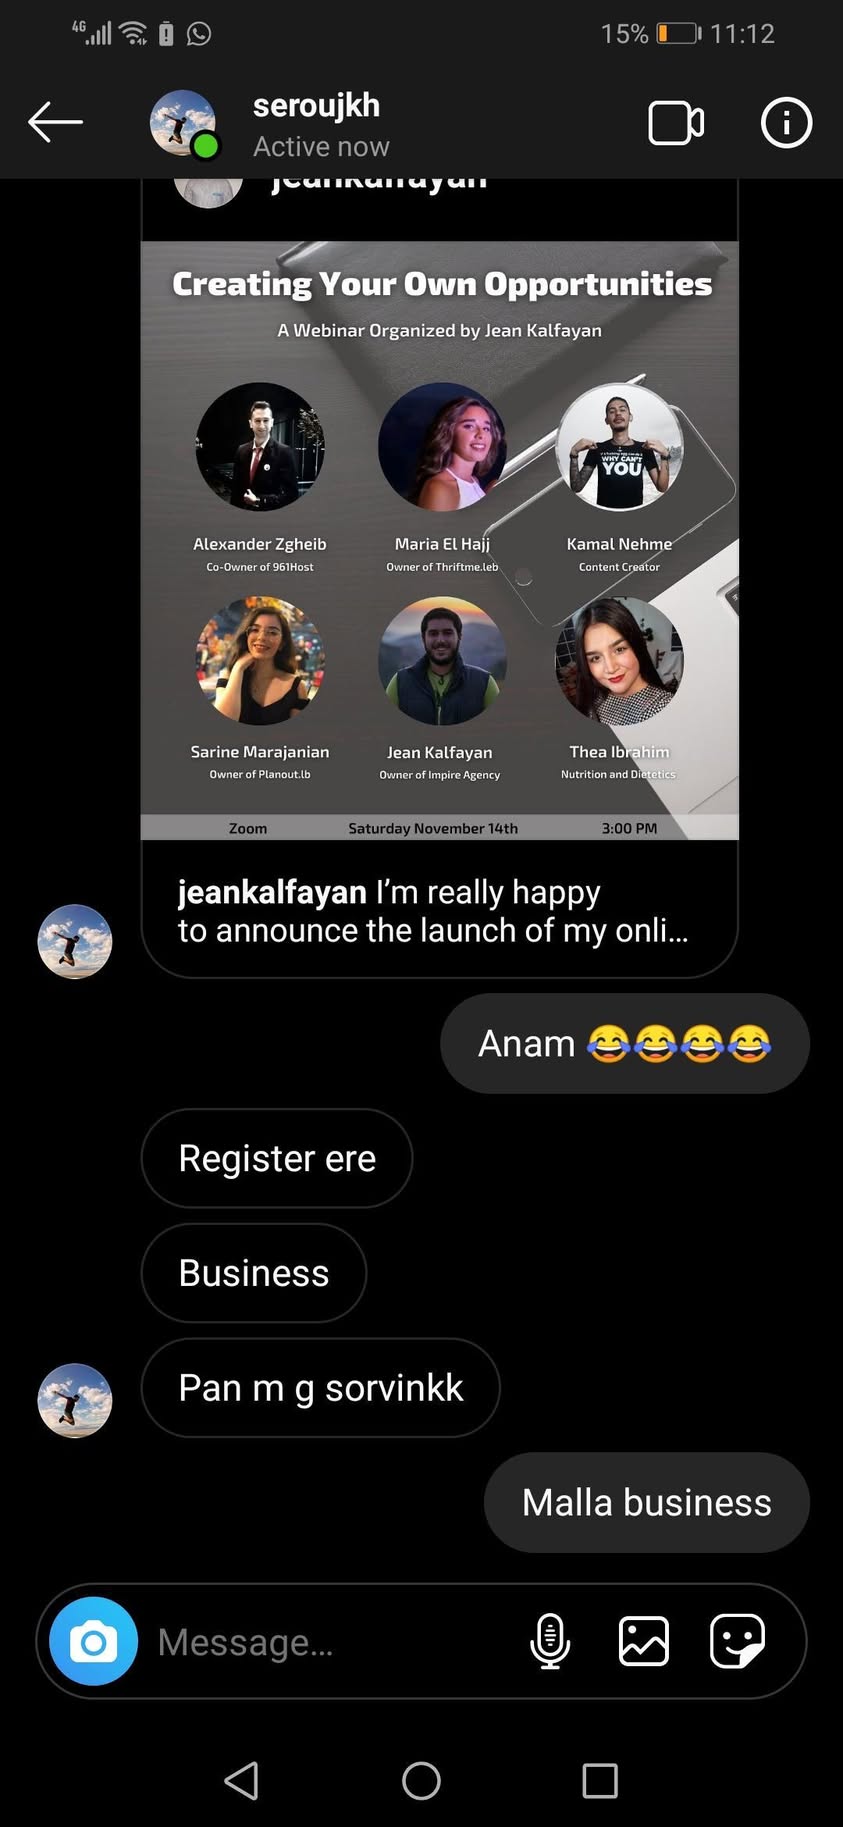 4G
15%
11:12
seroujkh
Active now
jeankalfayan
Creating Your Own Opportunities
A Webinar Organized by Jean Kalfayan
WHY CAN'T
YOU
Alexander Zgheib
Maria El Hajj
Kamal Nehme
Co-Owner of 961Host
Owner of Thriftme.leb
Content Creator
Sarine Marajanian
Jean Kalfayan
Thea Ibrahim
Owner of Planout.lb
Owner of Impire Agency
Nutrition and Dietetics
Zoom
Saturday November 14th
3:00 PM
jeankalfayan I'm really happy
to announce the launch of my onli...
Anam 😂😂😂😂
Register ere
Business
Pan m g sorvinkk
Malla business
Message...